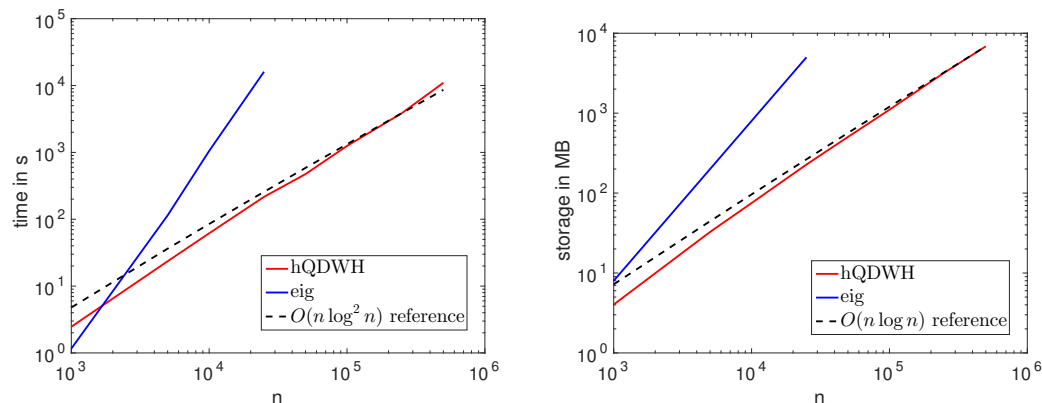 10^5
10^4
10^3
10^2
10^1
10^0
time in s
hQDWH
eig
O(n log^2 n) reference
10^3 10^4 10^5 10^6
n
10^4
10^3
10^2
10^1
10^0
storage in MB
hQDWH
eig
O(n log n) reference
10^3 10^4 10^5 10^6
n